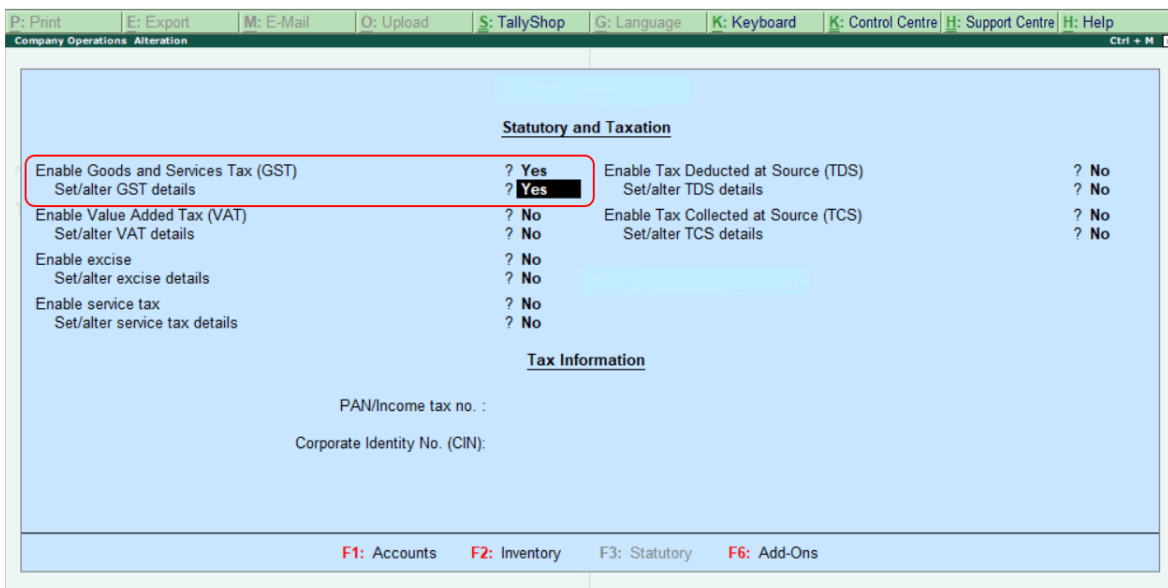 P: Print E: Export M: E-Mail O: Upload S: TallyShop G: Language K: Keyboard K: Control Centre H: Support Centre H: Help
Company Operations Alteration Ctrl + M
Statutory and Taxation
Enable Goods and Services Tax (GST) ? Yes Enable Tax Deducted at Source (TDS) ? No
Set/alter GST details ? Yes Set/alter TDS details ? No
Enable Value Added Tax (VAT) ? No Enable Tax Collected at Source (TCS) ? No
Set/alter VAT details ? No Set/alter TCS details ? No
Enable excise ? No
Set/alter excise details ? No
Enable service tax ? No
Set/alter service tax details ? No
Tax Information
PAN/Income tax no. :
Corporate Identity No. (CIN):
F1: Accounts F2: Inventory F3: Statutory F6: Add-Ons